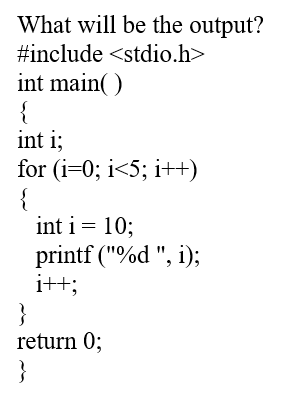 What will be the output?
#include <stdio.h>
int main( )
{
int i;
for (i=0; i<5; i++)
{
int i = 10;
printf ("%d ", i);
i++;
}
return 0;
}